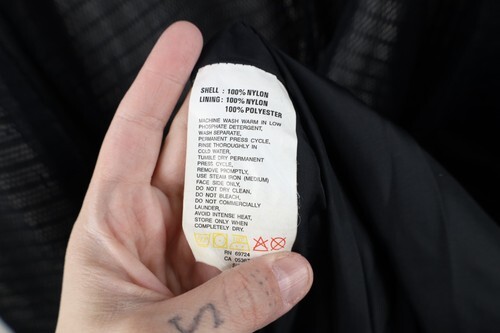 SHELL : 100% NYLON
LINING: 100% NYLON
100% POLYESTER
MACHINE WASH WARM IN LOW
PHOSPHATE DETERGENT,
WASH SEPARATE,
PERMANENT PRESS CYCLE,
RINSE THOROUGHLY IN
COLD WATER,
TUMBLE DRY PERMANENT
PRESS CYCLE,
REMOVE PROMPTLY,
USE STEAM IRON (MEDIUM)
FACE SIDE ONLY,
DO NOT DRY CLEAN,
DO NOT BLEACH,
DO NOT COMMERCIALLY
LAUNDER,
AVOID INTENSE HEAT,
STORE ONLY WHEN
COMPLETELY DRY.
RN 69724
CA